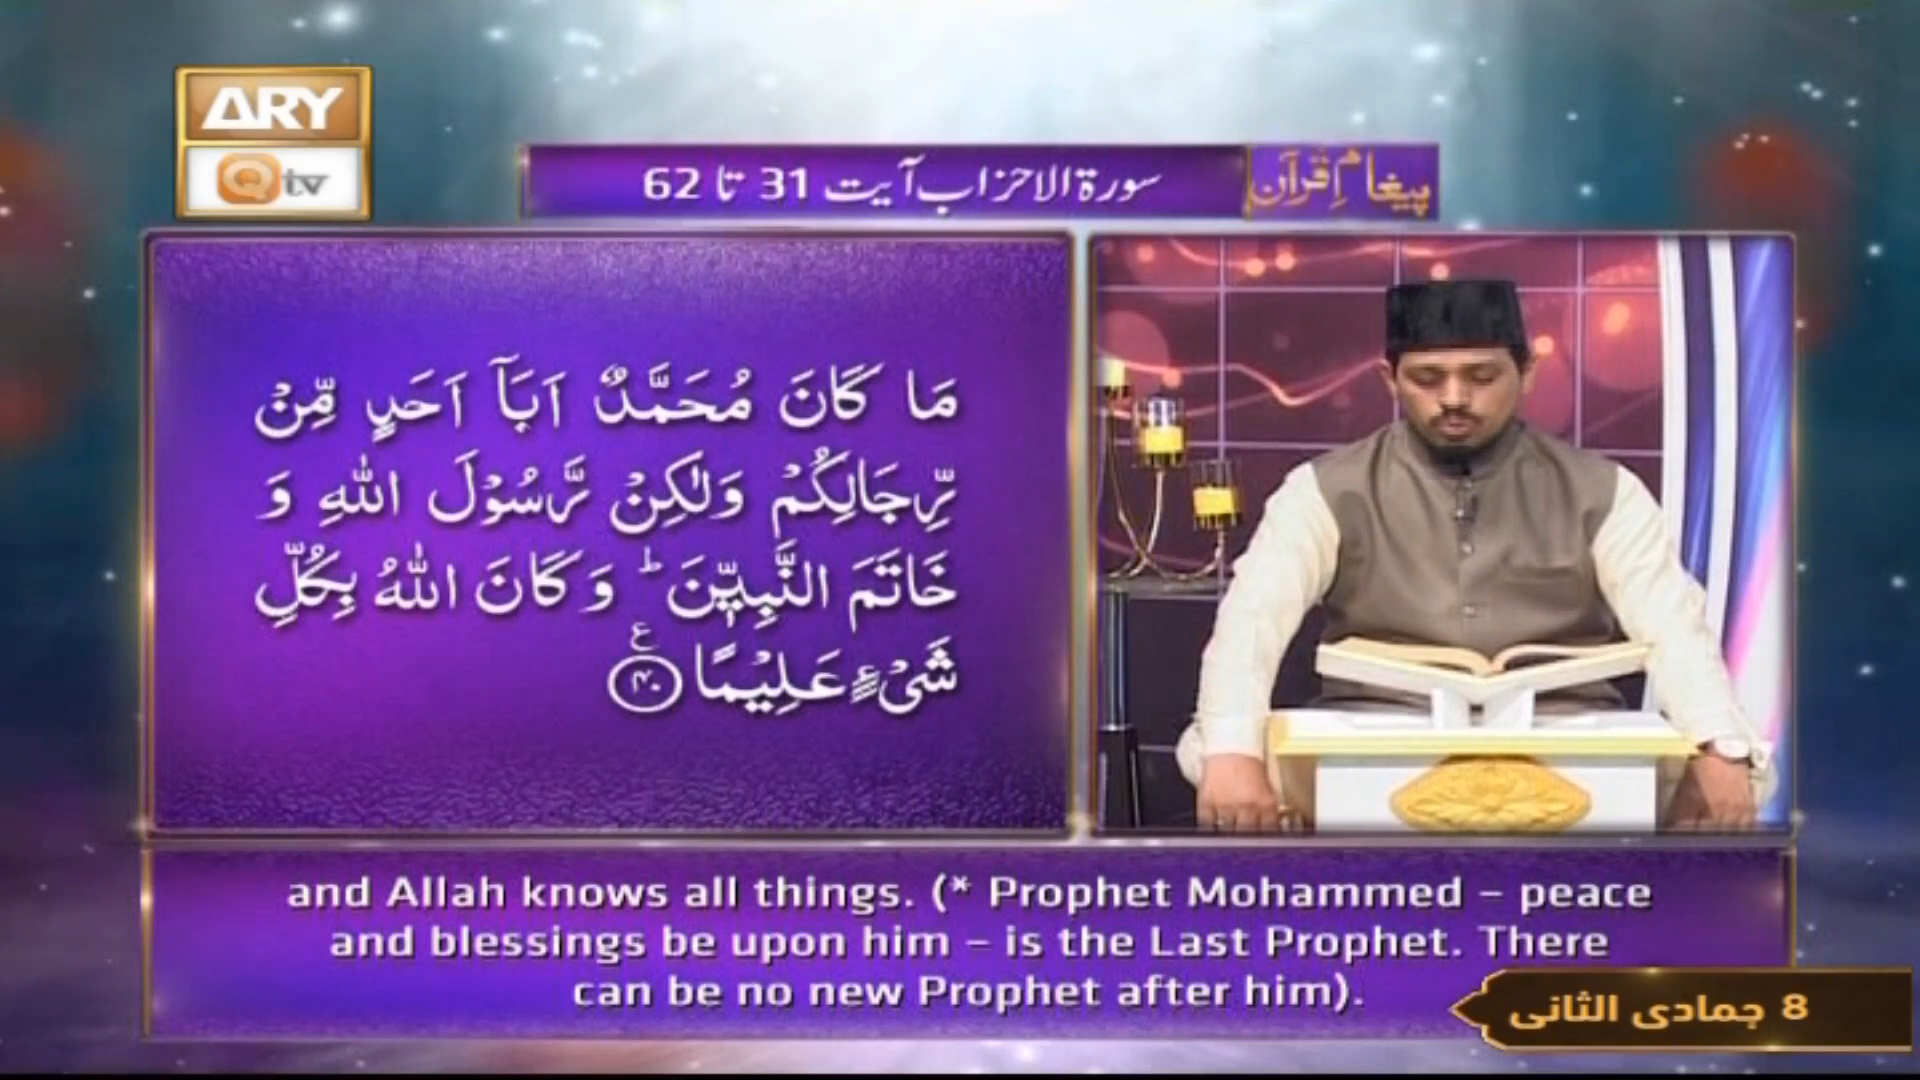 ARY
Qtv
پیغامِ قرآن
سورۃ الاحزاب آیت 31 تا 62
مَا كَانَ مُحَمَّدٌ اَبَاۤ اَحَدٍ مِّنْ
رِّجَالِكُمْ وَلٰكِنْ رَّسُوْلَ اللّٰهِ وَ
خَاتَمَ النَّبِيّٖنَ ؕ وَ كَانَ اللّٰهُ بِكُلِّ
شَیْءٍ عَلِيْمًا ۴۰ ع
and Allah knows all things. (* Prophet Mohammed – peace
and blessings be upon him – is the Last Prophet. There
can be no new Prophet after him).
8 جمادی الثانی